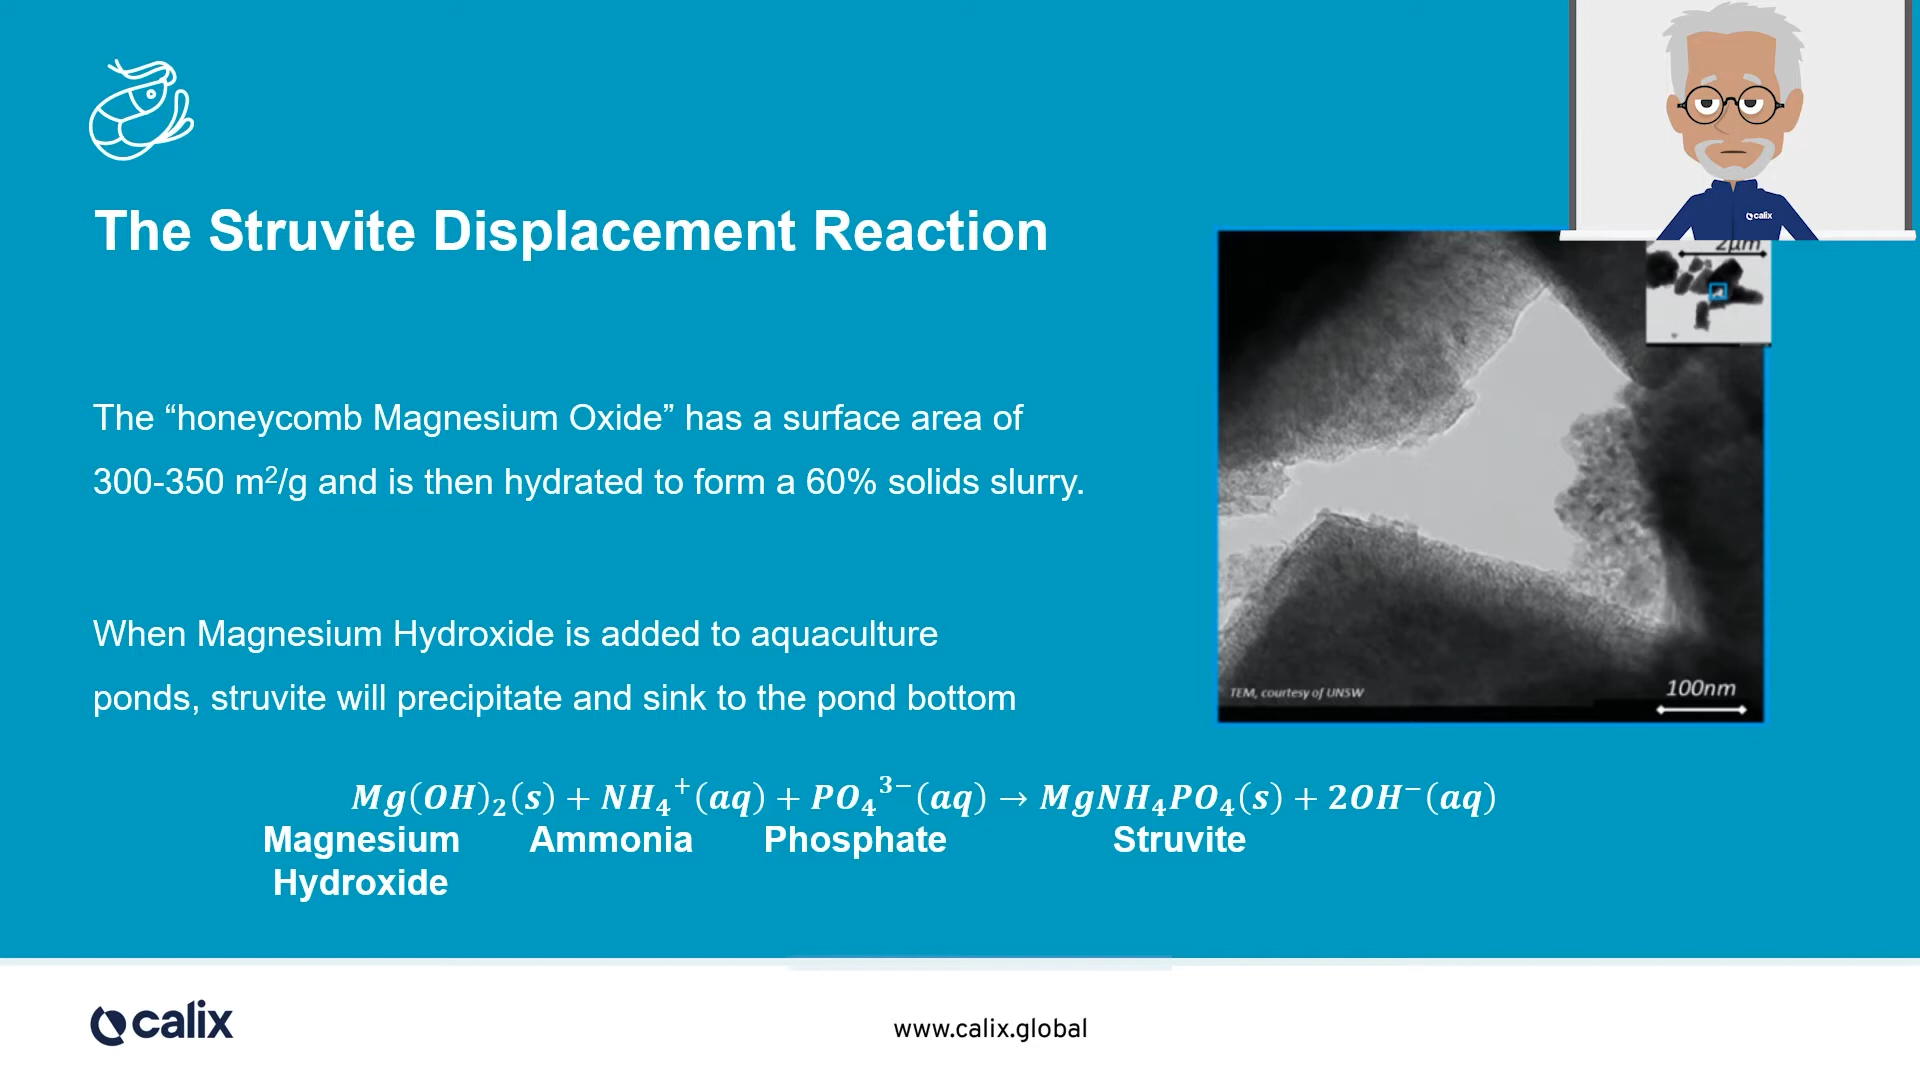 calix
The Struvite Displacement Reaction
2μm
The “honeycomb Magnesium Oxide” has a surface area of
300-350 m²/g and is then hydrated to form a 60% solids slurry.
When Magnesium Hydroxide is added to aquaculture
ponds, struvite will precipitate and sink to the pond bottom
TEM, courtesy of UNSW
100nm
Mg(OH)₂(s) + NH₄⁺(aq) + PO₄³⁻(aq) → MgNH₄PO₄(s) + 2OH⁻(aq)
Magnesium Ammonia Phosphate Struvite
Hydroxide
calix
www.calix.global